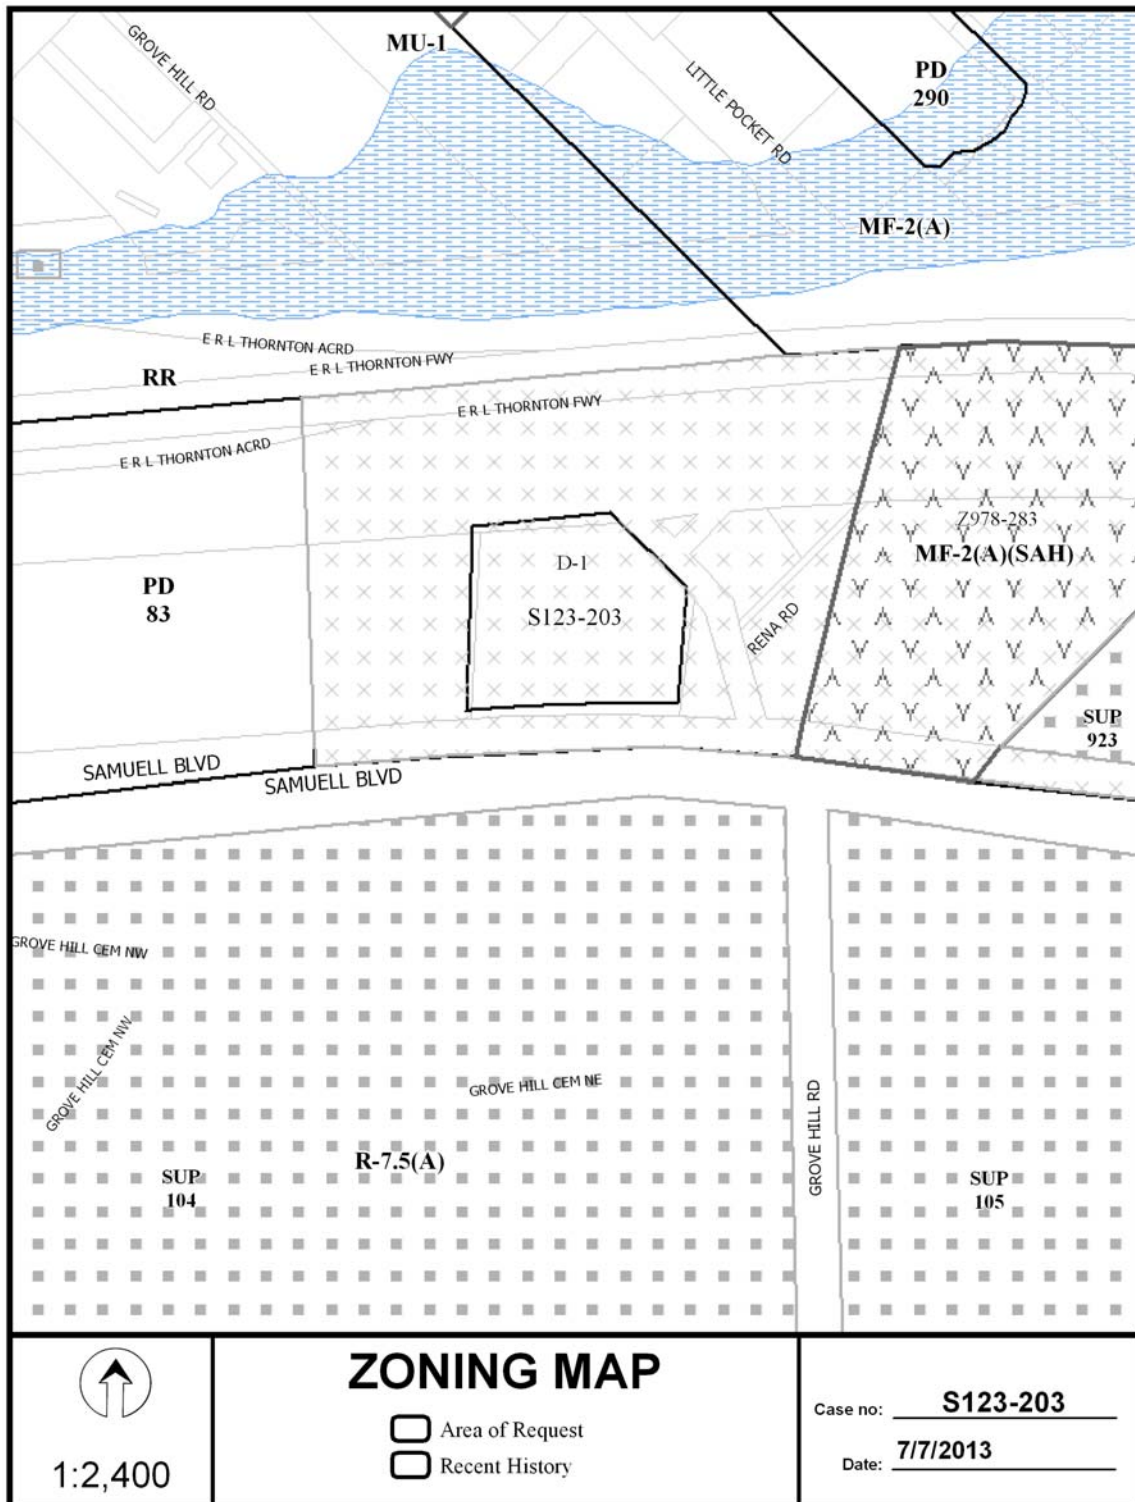 GROVE HILL RD
MU-1
LITTLE POCKET RD
PD
290
MF-2(A)
E R L THORNTON ACRD
E R L THORNTON FWY
RR
E R L THORNTON FWY
E R L THORNTON ACRD
Z978-283
MF-2(A)(SAH)
D-1
S123-203
PD
83
RENA RD
SUP
923
SAMUELL BLVD
SAMUELL BLVD
GROVE HILL CEM NW
GROVE HILL CEM NW
GROVE HILL CEM NE
GROVE HILL RD
R-7.5(A)
SUP
104
SUP
105
1:2,400
ZONING MAP
Area of Request
Recent History
Case no: S123-203
Date: 7/7/2013